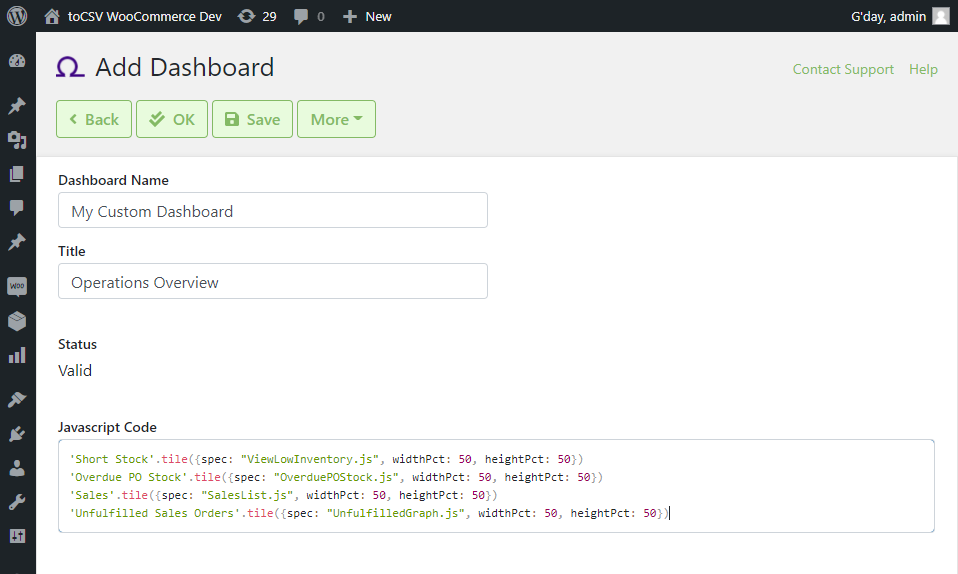 toCSV WooCommerce Dev 29 0 New G'day, admin
Add Dashboard
Contact Support Help
Back OK Save More
Dashboard Name
My Custom Dashboard
Title
Operations Overview
Status
Valid
Javascript Code
'Short Stock'.tile({spec: "ViewLowInventory.js", widthPct: 50, heightPct: 50})
'Overdue PO Stock'.tile({spec: "OverduePOStock.js", widthPct: 50, heightPct: 50})
'Sales'.tile({spec: "SalesList.js", widthPct: 50, heightPct: 50})
'Unfulfilled Sales Orders'.tile({spec: "UnfulfilledGraph.js", widthPct: 50, heightPct: 50})
woo